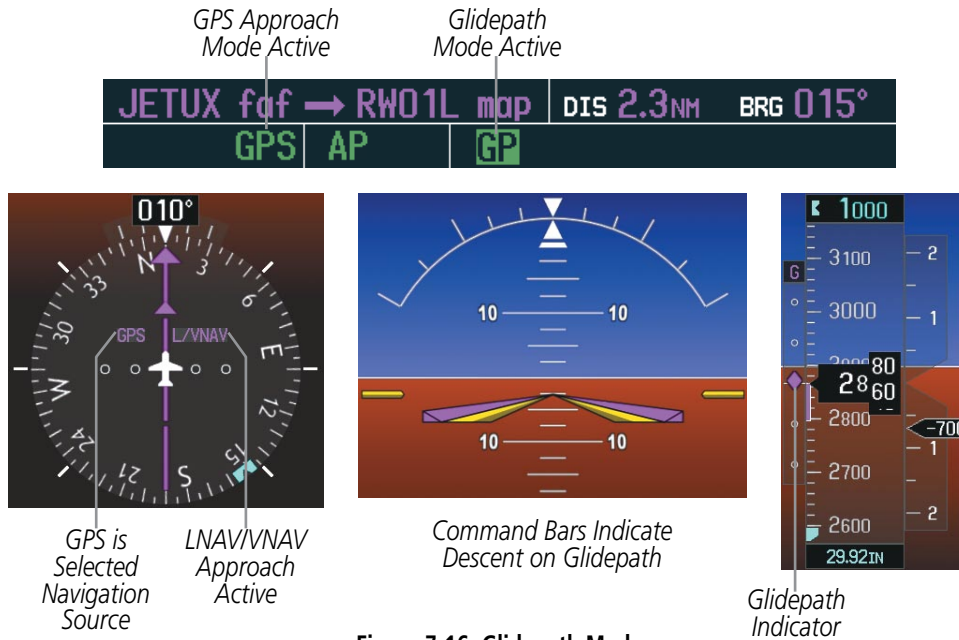 GPS Approach
Mode Active
Glidepath
Mode Active
JETUX faf → RW01L map DIS 2.3NM BRG 015°
GPS AP GP
010°
N 3 6 E 12 15 S 21 24 W 30 33
GPS L/VNAV
10 10
10 10
1000
G
3100
3000
2800
2700
2600
28 80 60
2
1
-700
1
2
29.92IN
GPS is
Selected
Navigation
Source
LNAV/VNAV
Approach
Active
Command Bars Indicate
Descent on Glidepath
Glidepath
Indicator